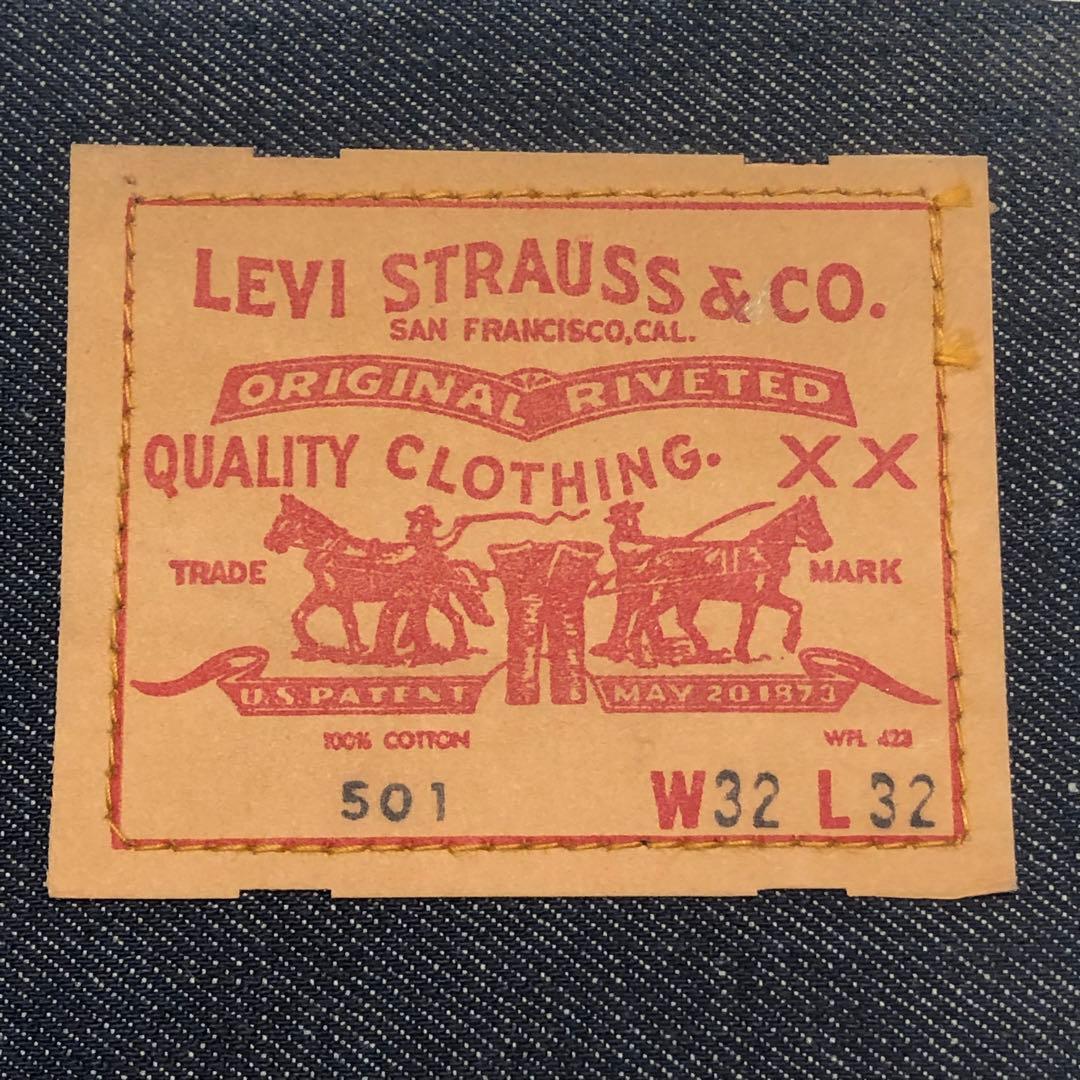 LEVI STRAUSS & CO.
SAN FRANCISCO, CAL.
ORIGINAL RIVETED
QUALITY CLOTHING. XX
TRADE MARK
U.S. PATENT MAY 20 1873
100% COTTON WPL 423
501 W32 L32